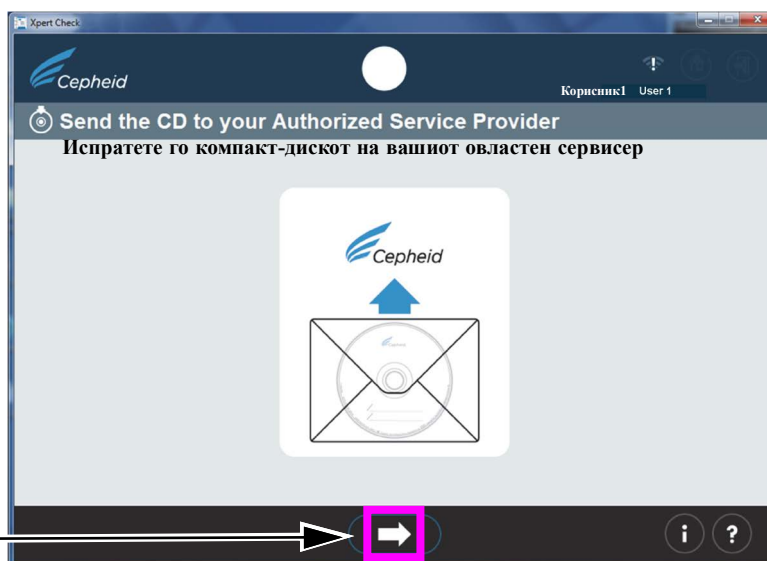 Xpert Check
Cepheid
Корисник1 User 1
Send the CD to your Authorized Service Provider
Испратете го компакт-дискот на вашиот овластен сервисер
Cepheid
Cepheid
i ?